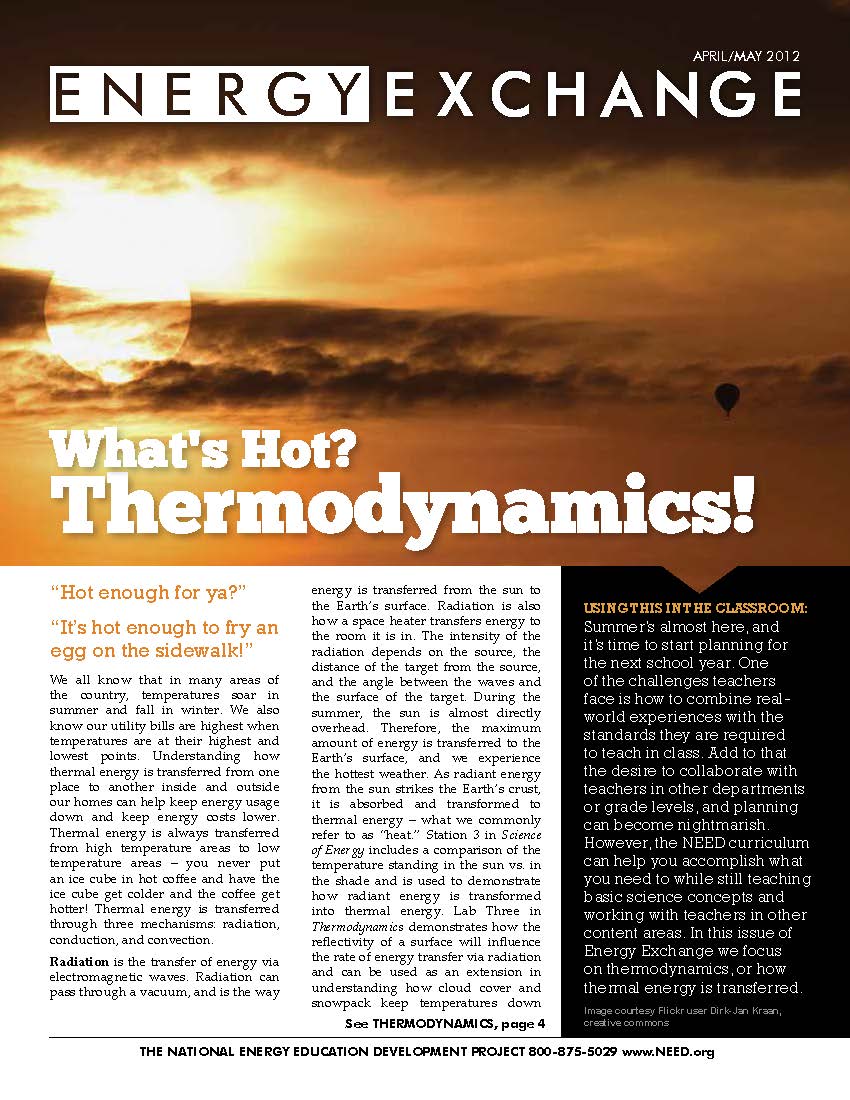 APRIL/MAY 2012
ENERGY EXCHANGE
What's Hot?
Thermodynamics!
“Hot enough for ya?”
“It’s hot enough to fry an
egg on the sidewalk!”
We all know that in many areas of
the country, temperatures soar in
summer and fall in winter. We also
know our utility bills are highest when
temperatures are at their highest and
lowest points. Understanding how
thermal energy is transferred from one
place to another inside and outside
our homes can help keep energy usage
down and keep energy costs lower.
Thermal energy is always transferred
from high temperature areas to low
temperature areas – you never put
an ice cube in hot coffee and have the
ice cube get colder and the coffee get
hotter! Thermal energy is transferred
through three mechanisms: radiation,
conduction, and convection.
Radiation is the transfer of energy via
electromagnetic waves. Radiation can
pass through a vacuum, and is the way
energy is transferred from the sun to
the Earth’s surface. Radiation is also
how a space heater transfers energy to
the room it is in. The intensity of the
radiation depends on the source, the
distance of the target from the source,
and the angle between the waves and
the surface of the target. During the
summer, the sun is almost directly
overhead. Therefore, the maximum
amount of energy is transferred to the
Earth’s surface, and we experience
the hottest weather. As radiant energy
from the sun strikes the Earth’s crust,
it is absorbed and transformed to
thermal energy – what we commonly
refer to as “heat.” Station 3 in Science
of Energy includes a comparison of the
temperature standing in the sun vs. in
the shade and is used to demonstrate
how radiant energy is transformed
into thermal energy. Lab Three in
Thermodynamics demonstrates how the
reflectivity of a surface will influence
the rate of energy transfer via radiation
and can be used as an extension in
understanding how cloud cover and
snowpack keep temperatures down
See THERMODYNAMICS, page 4
USING THIS IN THE CLASSROOM:
Summer’s almost here, and
it’s time to start planning for
the next school year. One
of the challenges teachers
face is how to combine real-
world experiences with the
standards they are required
to teach in class. Add to that
the desire to collaborate with
teachers in other departments
or grade levels, and planning
can become nightmarish.
However, the NEED curriculum
can help you accomplish what
you need to while still teaching
basic science concepts and
working with teachers in other
content areas. In this issue of
Energy Exchange we focus
on thermodynamics, or how
thermal energy is transferred.
Image courtesy Flickr user Dirk-Jan Kraan,
creative commons
THE NATIONAL ENERGY EDUCATION DEVELOPMENT PROJECT 800-875-5029 www.NEED.org